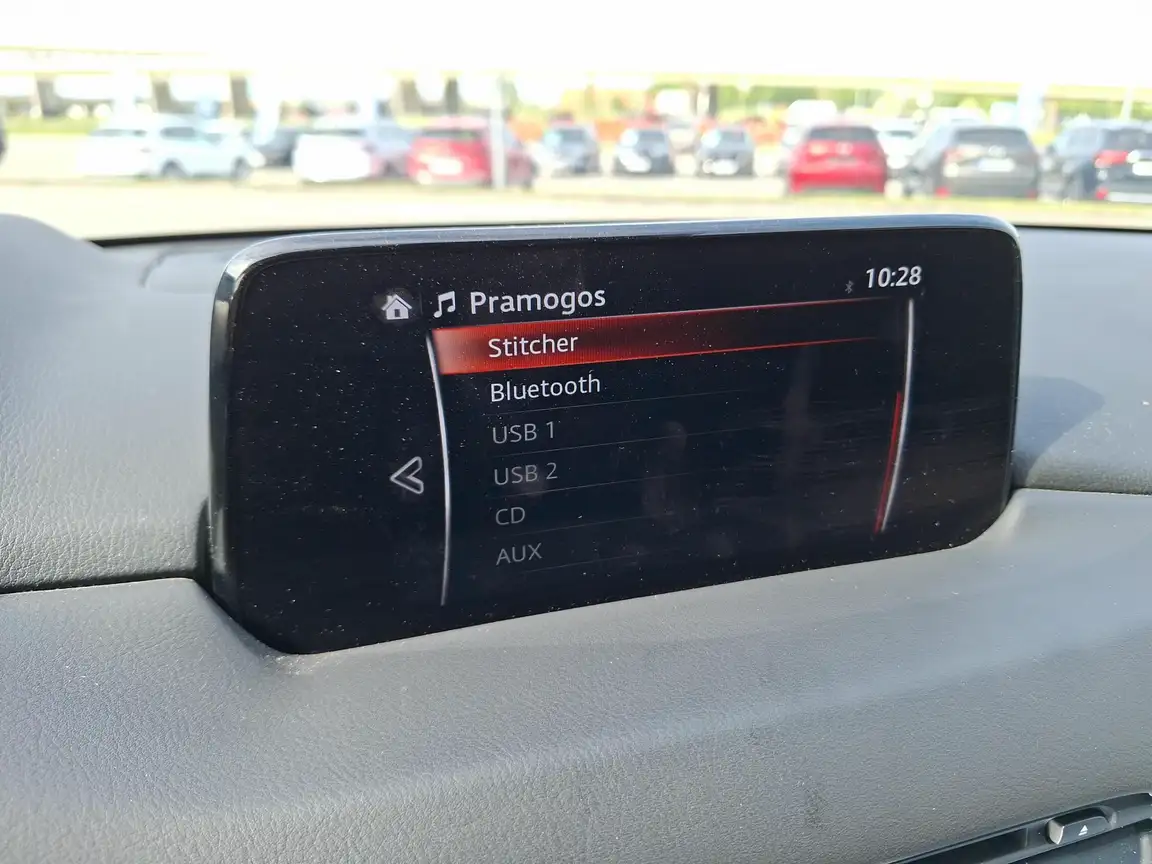 Pramogos
10:28
Stitcher
Bluetooth
USB 1
USB 2
CD
AUX